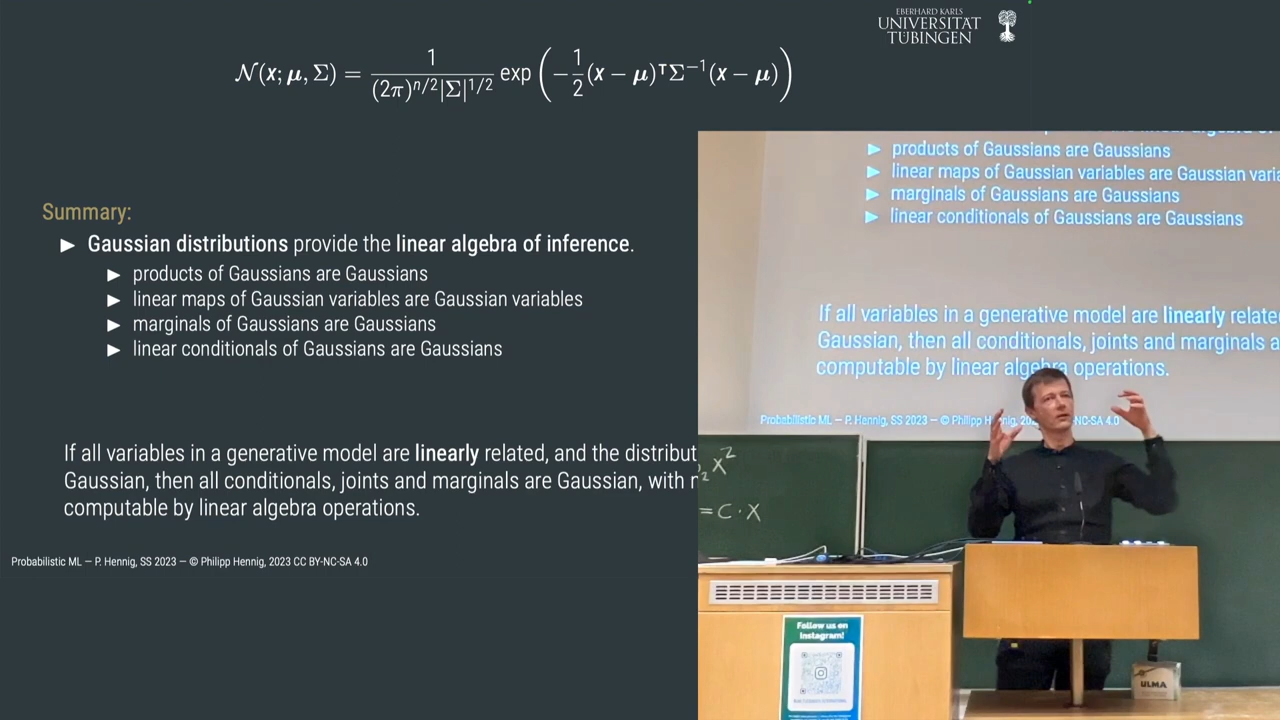 EBERHARD KARLS
UNIVERSITÄT
TÜBINGEN
𝒩(x; μ, Σ) = 1/((2π)^{n/2}|Σ|^{1/2}) exp(−1/2 (x − μ)^⊤ Σ^{−1}(x − μ))
Summary:
▶ Gaussian distributions provide the linear algebra of inference.
▶ products of Gaussians are Gaussians
▶ linear maps of Gaussian variables are Gaussian variables
▶ marginals of Gaussians are Gaussians
▶ linear conditionals of Gaussians are Gaussians
If all variables in a generative model are linearly related, and the distribut
Gaussian, then all conditionals, joints and marginals are Gaussian, with
computable by linear algebra operations.
Probabilistic ML — P. Hennig, SS 2023 — © Philipp Hennig, 2023 CC BY-NC-SA 4.0
▶ products of Gaussians are Gaussians
▶ linear maps of Gaussian variables are Gaussian varia
▶ marginals of Gaussians are Gaussians
▶ linear conditionals of Gaussians are Gaussians
If all variables in a generative model are linearly relate
Gaussian, then all conditionals, joints and marginals a
computable by linear algebra operations.
Probabilistic ML — P. Hennig, SS 2023 — © Philipp H NC-SA 4.0
₂ X²
= C · X
Follow us on
Instagram!
ULMA